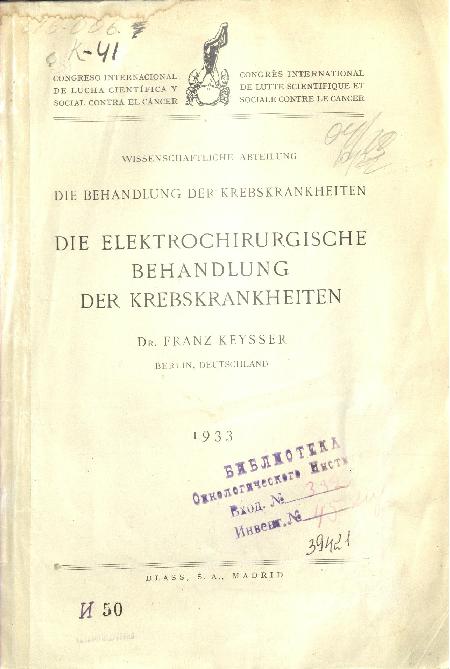 К-41
CONGRESO INTERNACIONAL
DE LUCHA CIENTÍFICA Y
SOCIAL CONTRA EL CÁNCER
CONGRÈS INTERNATIONAL
DE LUTTE SCIENTIFIQUE ET
SOCIALE CONTRE LE CANCER
WISSENSCHAFTLICHE ABTEILUNG
DIE BEHANDLUNG DER KREBSKRANKHEITEN
DIE ELEKTROCHIRURGISCHE
BEHANDLUNG
DER KREBSKRANKHEITEN
DR. FRANZ KEYSSER
BERLIN, DEUTSCHLAND
1933
БИБЛИОТЕКА
Онкологического Инсти
Вход. №
Инвент. №
39421
BLASS, S. A., MADRID
И 50